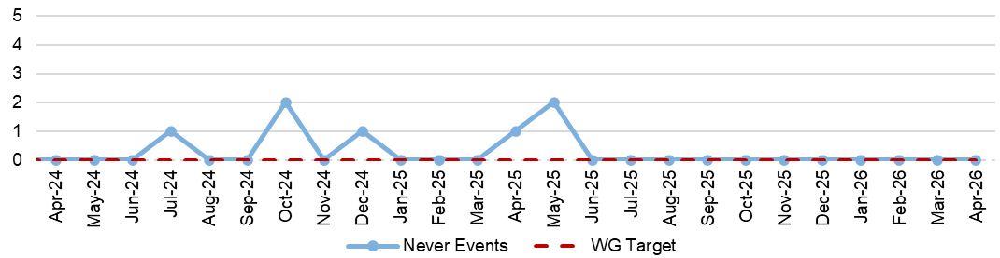 5
4
3
2
1
0
Apr-24
May-24
Jun-24
Jul-24
Aug-24
Sep-24
Oct-24
Nov-24
Dec-24
Jan-25
Feb-25
Mar-25
Apr-25
May-25
Jun-25
Jul-25
Aug-25
Sep-25
Oct-25
Nov-25
Dec-25
Jan-26
Feb-26
Mar-26
Apr-26
Never Events WG Target